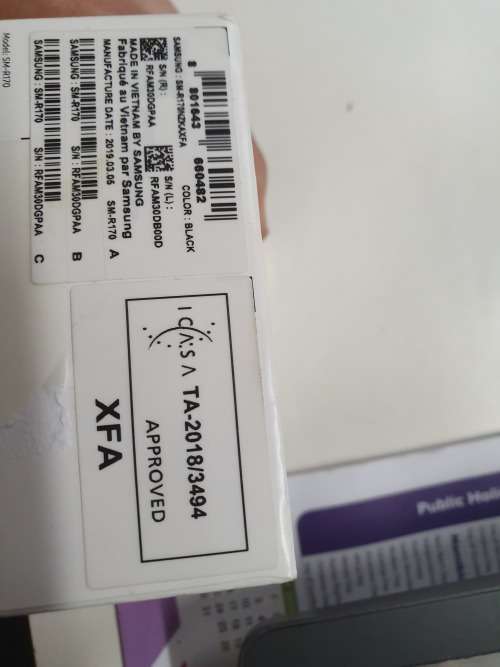 SAMSUNG : SM-R170NZKAXFA
8 801643 660482
COLOR : BLACK
S/N (R) :
RFAM30DGPAA
S/N (L) :
RFAM30DB00D
MADE IN VIETNAM BY SAMSUNG
Fabriqué au Vietnam par Samsung
MANUFACTURE DATE : 2019.03.05 SM-R170 A
SAMSUNG : SM-R170 S/N : RFAM30DGPAA B
SAMSUNG : SM-R170 S/N : RFAM30DGPAA C
Model: SM-R170
ICASA TA-2018/3494
APPROVED
XFA
Public Holi